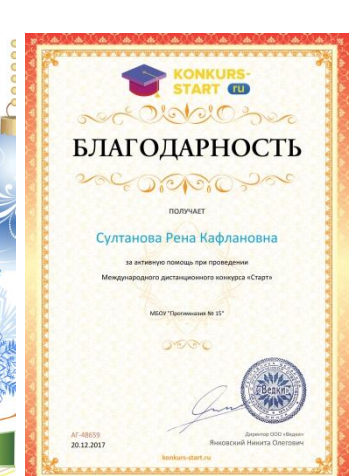 KONKURS-
START ru
БЛАГОДАРНОСТЬ
ПОЛУЧАЕТ
Султанова Рена Кафлановна
за активную помощь при проведении
Международного дистанционного конкурса «Старт»
МБОУ "Прогимназия № 15"
"Ведки"
Директор ООО «Ведки»
АГ-48659
Янковский Никита Олегович
20.12.2017
konkurs-start.ru